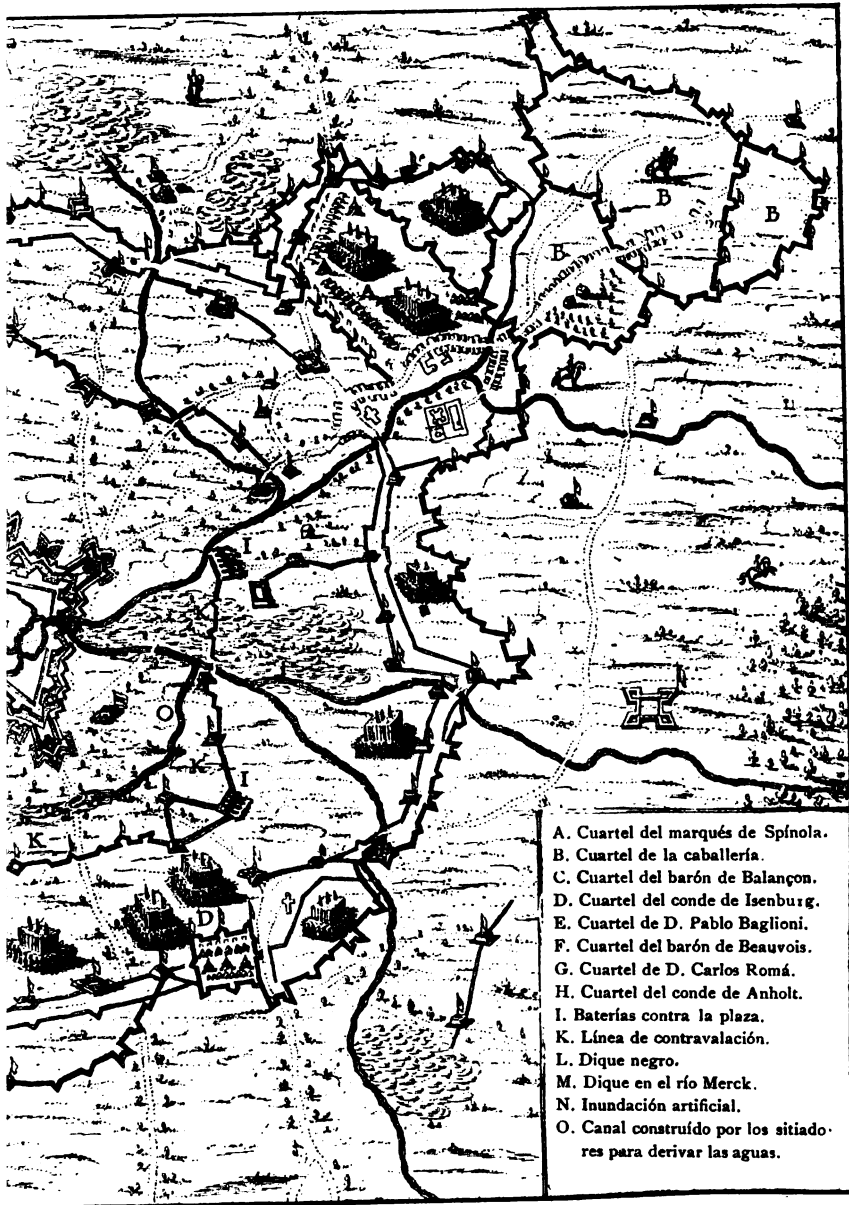 B
B
B
A
I
O
K
I
K
D
A. Cuartel del marqués de Spínola.
B. Cuartel de la caballería.
C. Cuartel del barón de Balançon.
D. Cuartel del conde de Isenburg.
E. Cuartel de D. Pablo Baglioni.
F. Cuartel del barón de Beauvois.
G. Cuartel de D. Carlos Romá.
H. Cuartel del conde de Anholt.
I. Baterías contra la plaza.
K. Línea de contravalación.
L. Dique negro.
M. Dique en el río Merck.
N. Inundación artificial.
O. Canal construído por los sitiado-
res para derivar las aguas.